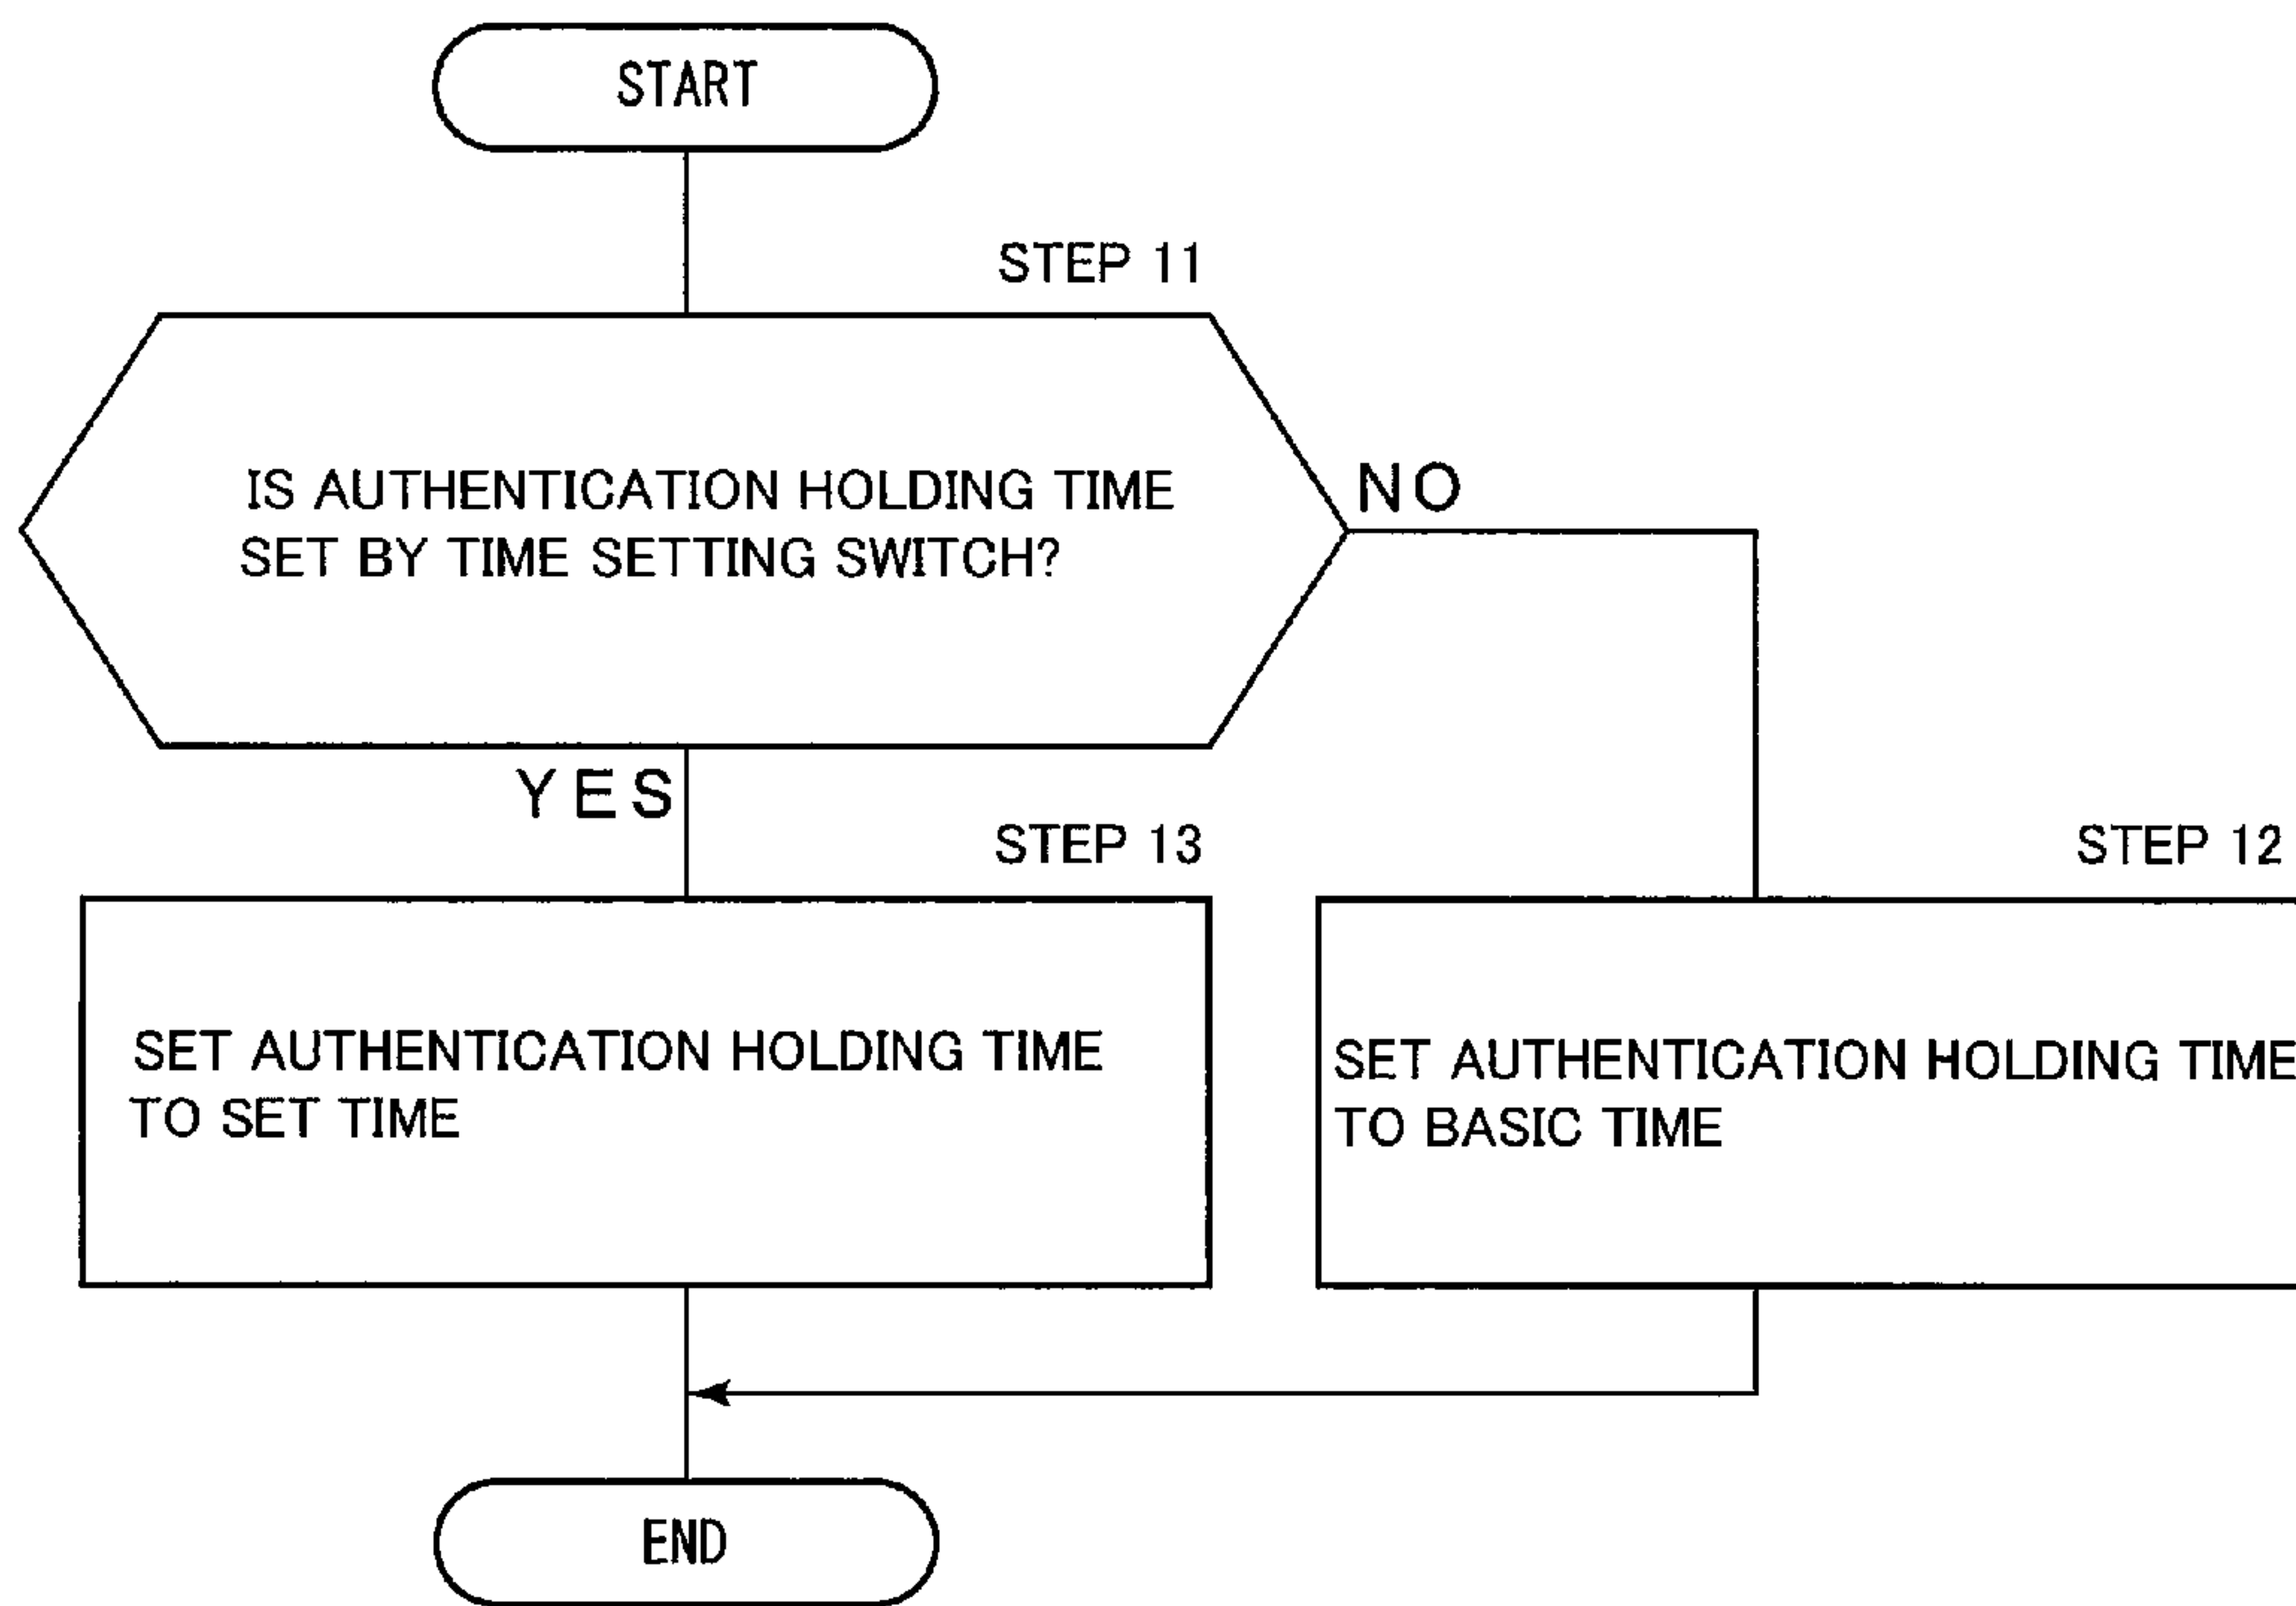 START
STEP 11
IS AUTHENTICATION HOLDING TIME
SET BY TIME SETTING SWITCH?
NO
YES
STEP 13
STEP 12
SET AUTHENTICATION HOLDING TIME
TO SET TIME
SET AUTHENTICATION HOLDING TIME
TO BASIC TIME
END